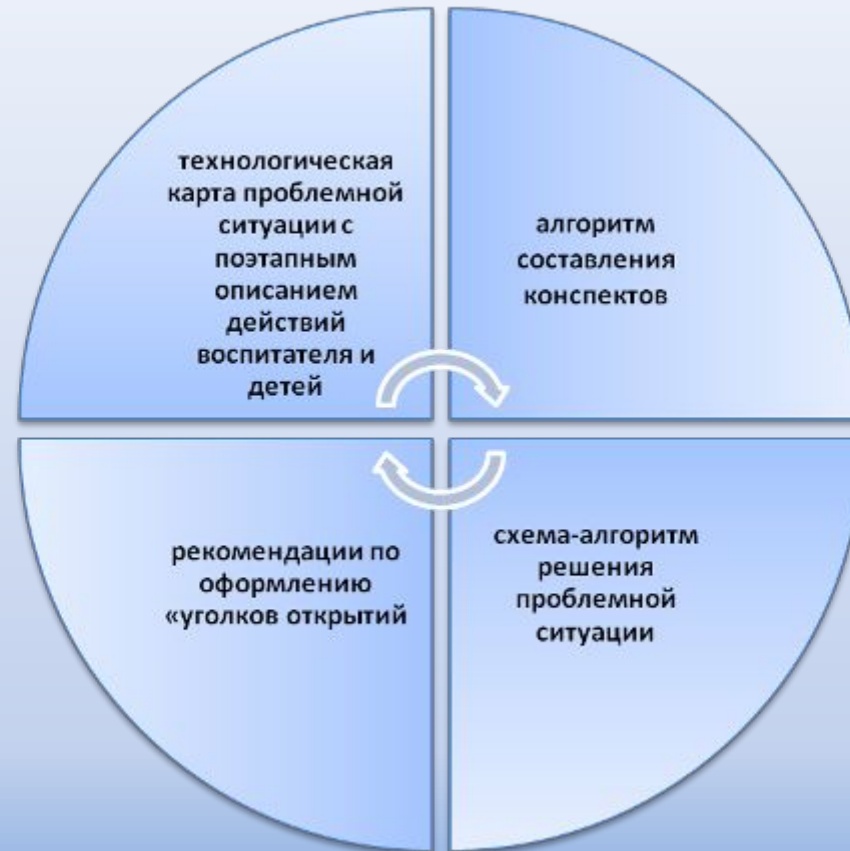 технологическая
карта проблемной
ситуации с
поэтапным
описанием
действий
воспитателя и
детей
алгоритм
составления
конспектов
рекомендации по
оформлению
«уголков открытий
схема-алгоритм
решения
проблемной
ситуации